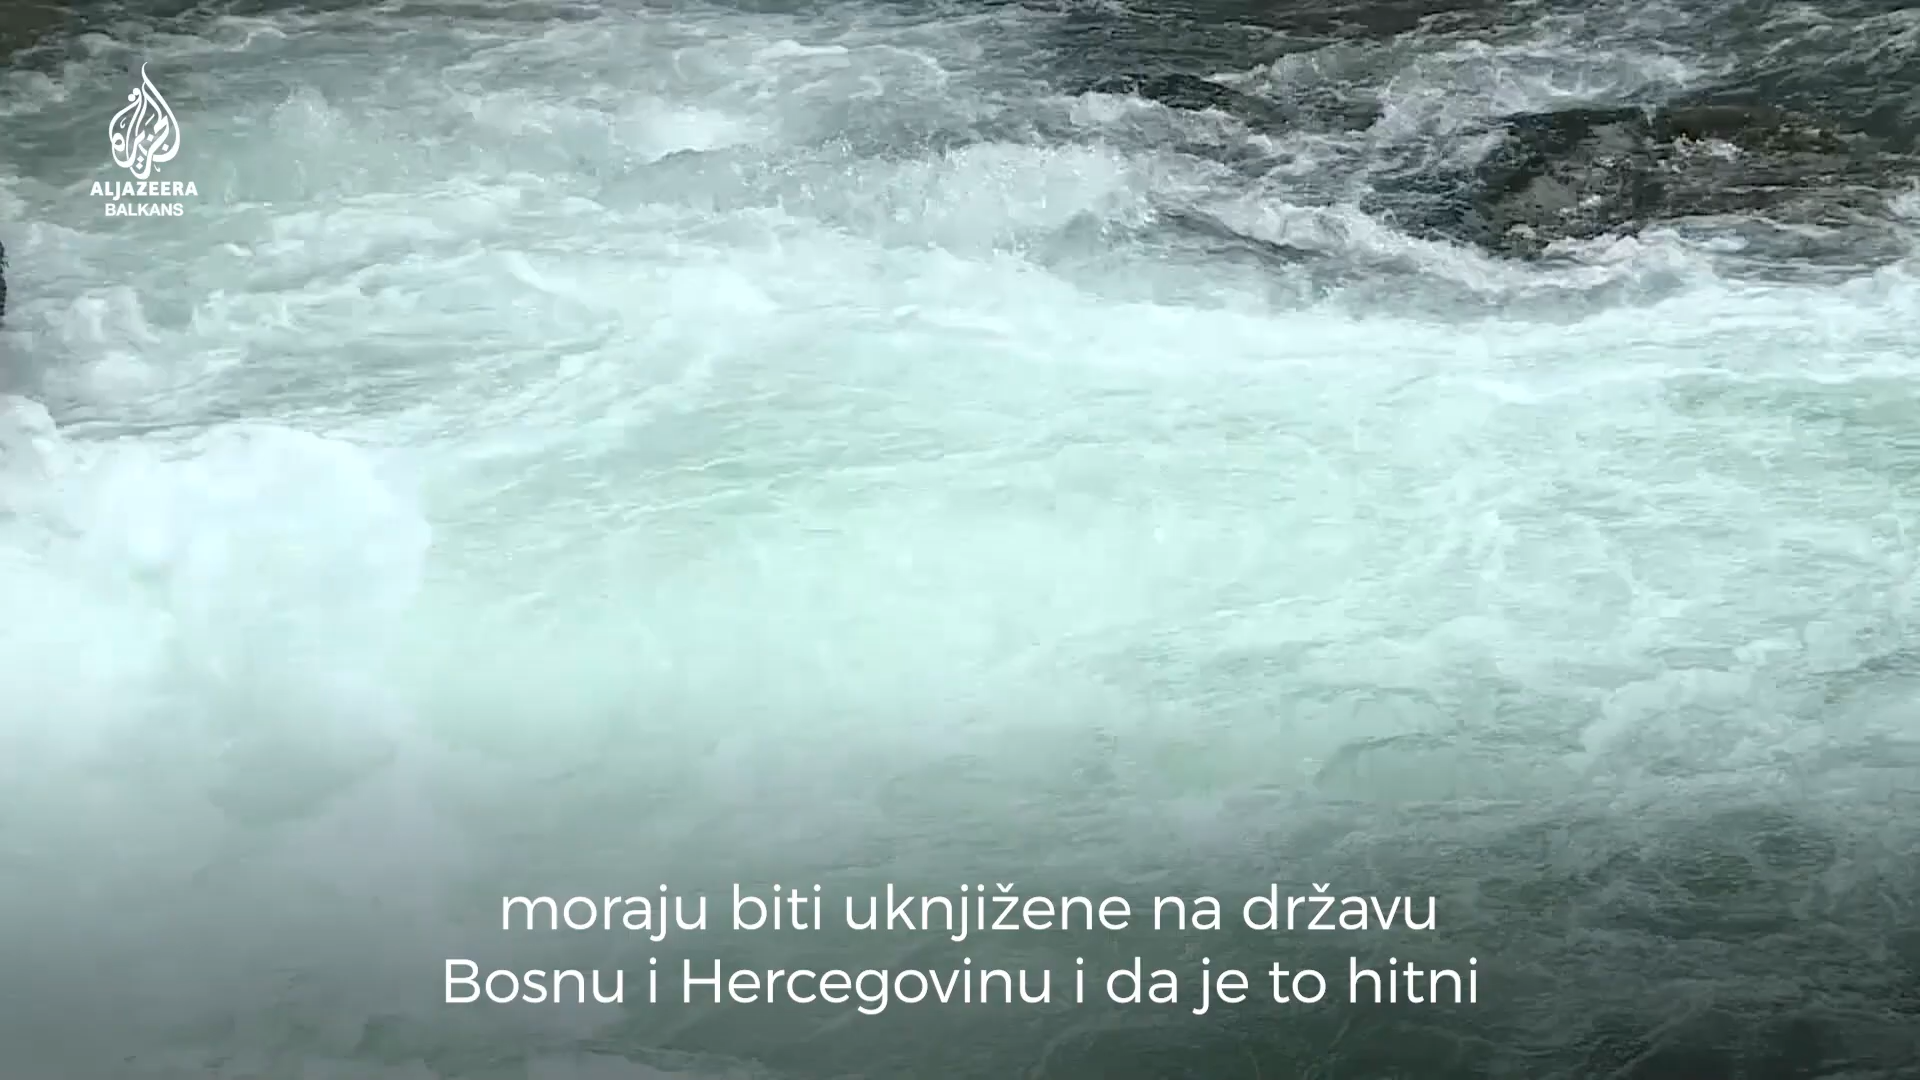 ALJAZEERA
BALKANS
moraju biti uknjižene na državu
Bosnu i Hercegovinu i da je to hitni